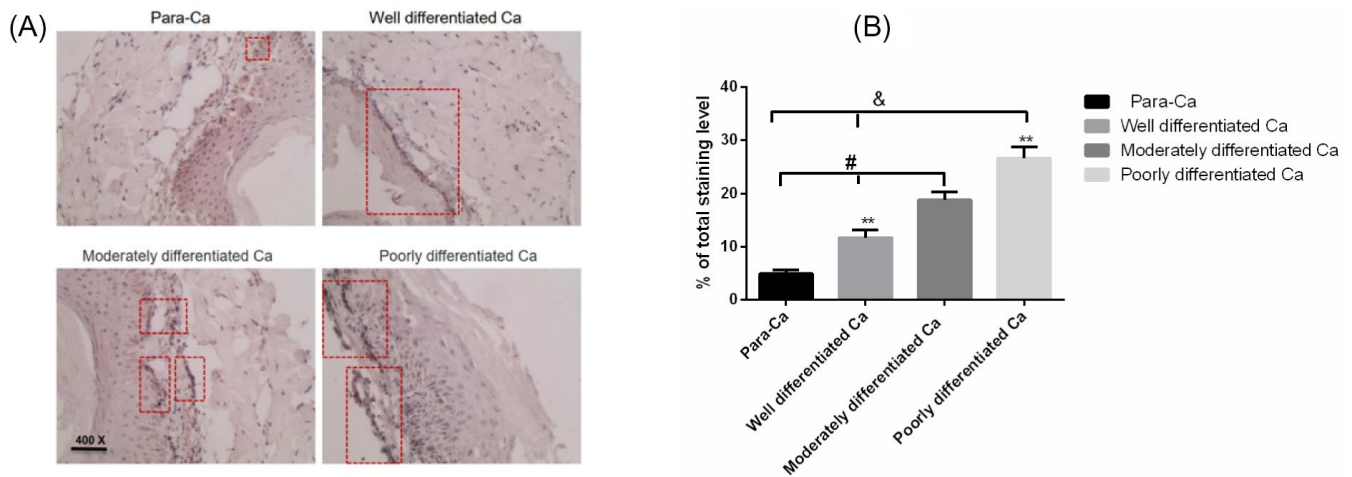 (A)
Para-Ca
Well differentiated Ca
Moderately differentiated Ca
Poorly differentiated Ca
400 X
(B)
% of total staining level
40
30
20
10
0
&
#
**
**
Para-Ca
Well differentiated Ca
Moderately differentiated Ca
Poorly differentiated Ca
Para-Ca
Well differentiated Ca
Moderately differentiated Ca
Poorly differentiated Ca